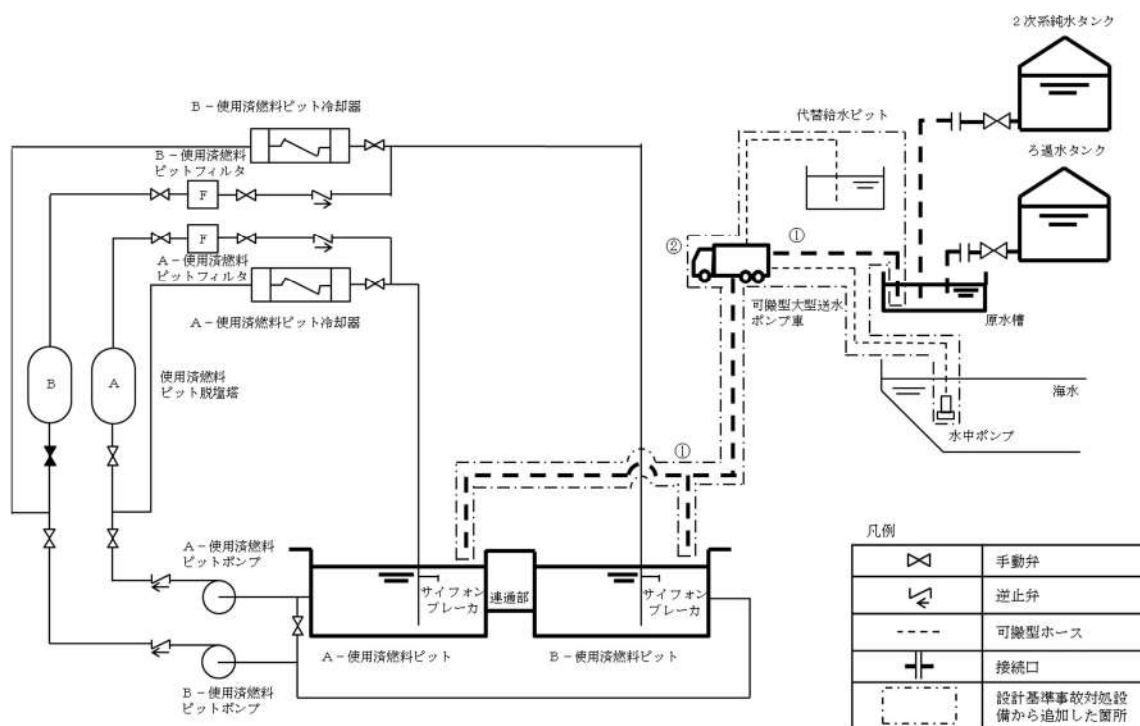 2次系純水タンク
B-使用済燃料ピット冷却器
代替給水ピット
B-使用済燃料
ピットフィルタ
F
ろ過水タンク
F
A-使用済燃料
ピットフィルタ
②
①
A-使用済燃料ピット冷却器
可搬型大型送水
ポンプ車
原水槽
B
A
使用済燃料
ピット脱塩塔
海水
水中ポンプ
①
A-使用済燃料
ピットポンプ
サイフォン
ブレーカ
連通部
サイフォン
ブレーカ
A-使用済燃料ピット
B-使用済燃料ピット
B-使用済燃料
ピットポンプ
凡例
手動弁
逆止弁
可搬型ホース
接続口
設計基準事故対処設
備から追加した箇所